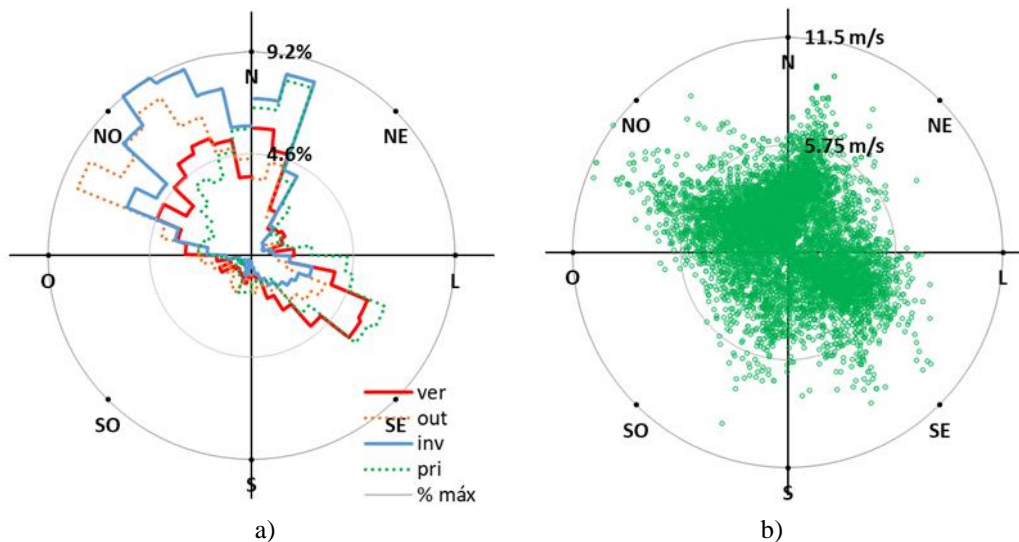 9.2%
N
NO
NE
4.6%
O
L
SO
SE
S
ver
out
inv
pri
% máx
a)
11.5 m/s
N
NO
NE
5.75 m/s
O
L
SO
SE
S
b)